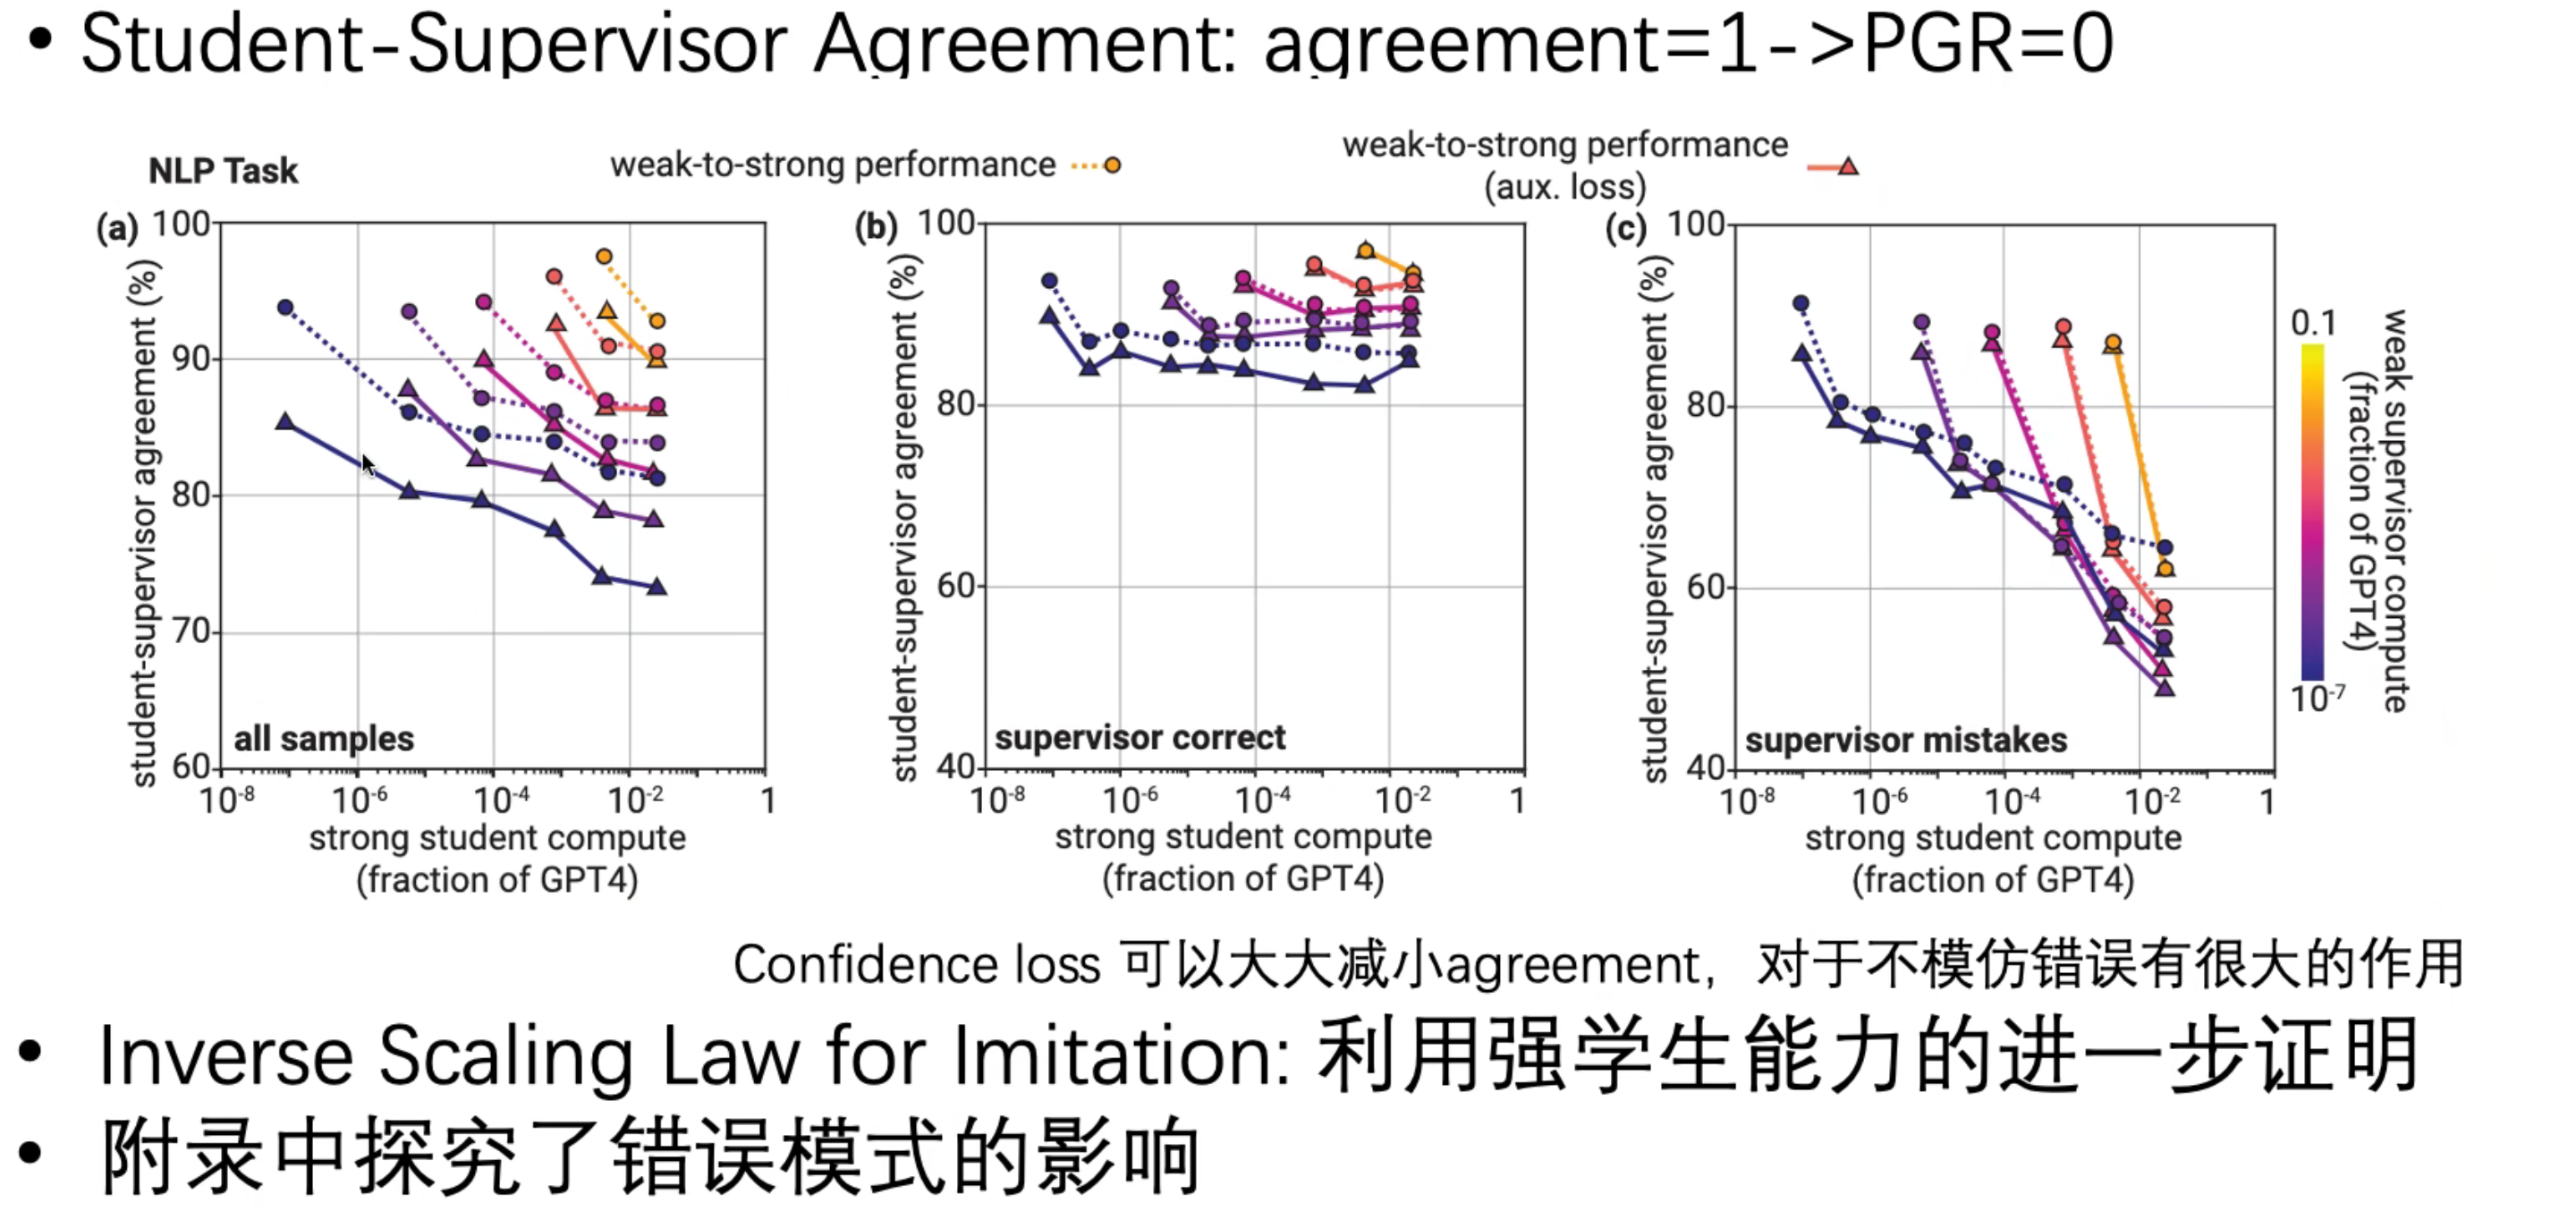 • Student-Supervisor Agreement: agreement=1->PGR=0
NLP Task
weak-to-strong performance
weak-to-strong performance
(aux. loss)
(a)
student-supervisor agreement (%)
100
90
80
70
60
all samples
10-8
10-6
10-4
10-2
1
strong student compute
(fraction of GPT4)
(b)
student-supervisor agreement (%)
100
80
60
40
supervisor correct
10-8
10-6
10-4
10-2
1
strong student compute
(fraction of GPT4)
(c)
student-supervisor agreement (%)
100
80
60
40
supervisor mistakes
10-8
10-6
10-4
10-2
1
strong student compute
(fraction of GPT4)
0.1
10-7
weak supervisor compute
(fraction of GPT4)
Confidence loss 可以大大减小agreement，对于不模仿错误有很大的作用
• Inverse Scaling Law for Imitation: 利用强学生能力的进一步证明
• 附录中探究了错误模式的影响